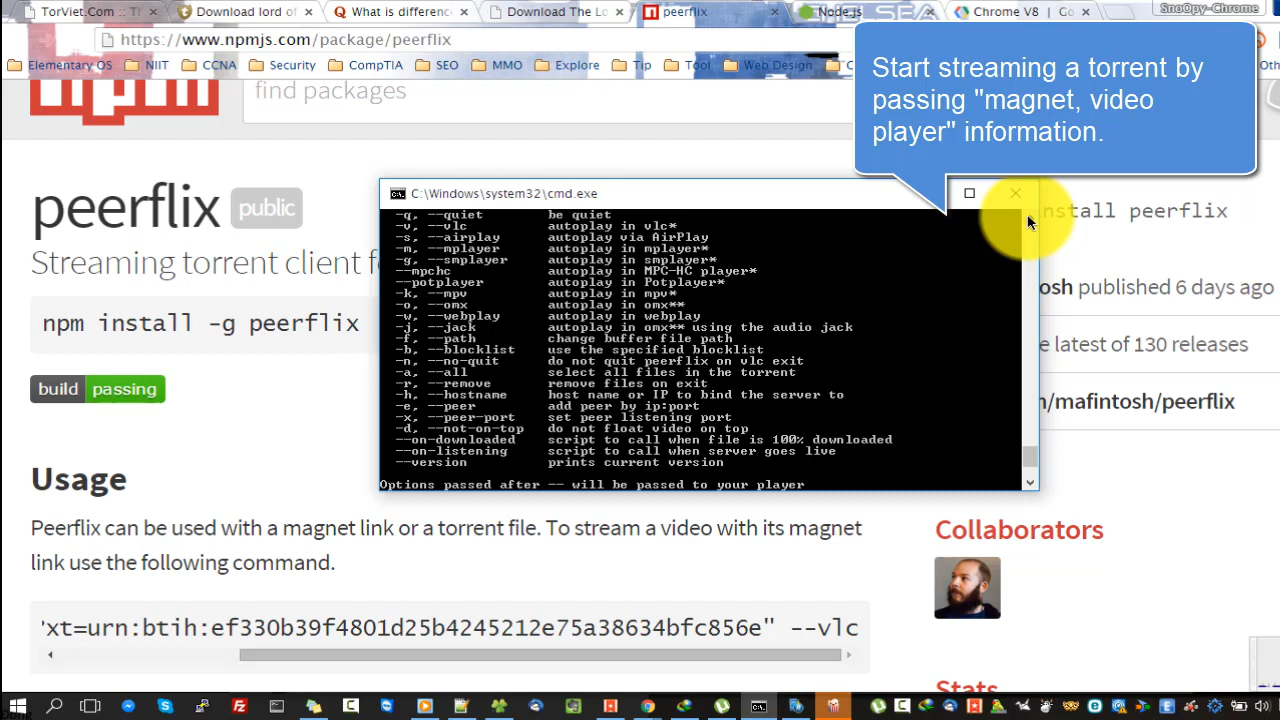 TorViet.Com :: Th
Download lord of
What is differenc
Download The Lo
peerflix
Node.js
Chrome V8 | Go
SnoOpy-Chrome
https://www.npmjs.com/package/peerflix
Elementary OS
NIIT
CCNA
Security
CompTIA
SEO
MMO
Explore
Tip
Tool
Web Design
Start streaming a torrent by
passing "magnet, video
player" information.
npm
find packages
peerflix public
Streaming torrent client
npm install -g peerflix
build passing
C:\Windows\system32\cmd.exe
-q, --quiet be quiet
-v, --vlc autoplay in vlc*
-s, --airplay autoplay via AirPlay
-m, --mplayer autoplay in mplayer*
-g, --smplayer autoplay in smplayer*
--mpchc autoplay in MPC-HC player*
--potplayer autoplay in Potplayer*
-k, --mpv autoplay in mpv*
-o, --omx autoplay in omx**
-w, --webplay autoplay in webplay
-j, --jack autoplay in omx** using the audio jack
-f, --path change buffer file path
-b, --blocklist use the specified blocklist
-n, --no-quit do not quit peerflix on vlc exit
-a, --all select all files in the torrent
-r, --remove remove files on exit
-h, --hostname host name or IP to bind the server to
-e, --peer add peer by ip:port
-x, --peer-port set peer listening port
-d, --not-on-top do not float video on top
--on-downloaded script to call when file is 100% downloaded
--on-listening script to call when server goes live
--version prints current version
Options passed after -- will be passed to your player
nstall peerflix
osh published 6 days ago
e latest of 130 releases
m/mafintosh/peerflix
Usage
Peerflix can be used with a magnet link or a torrent file. To stream a video with its magnet
link use the following command.
'xt=urn:btih:ef330b39f4801d25b4245212e75a38634bfc856e" --vlc
Collaborators
Stats